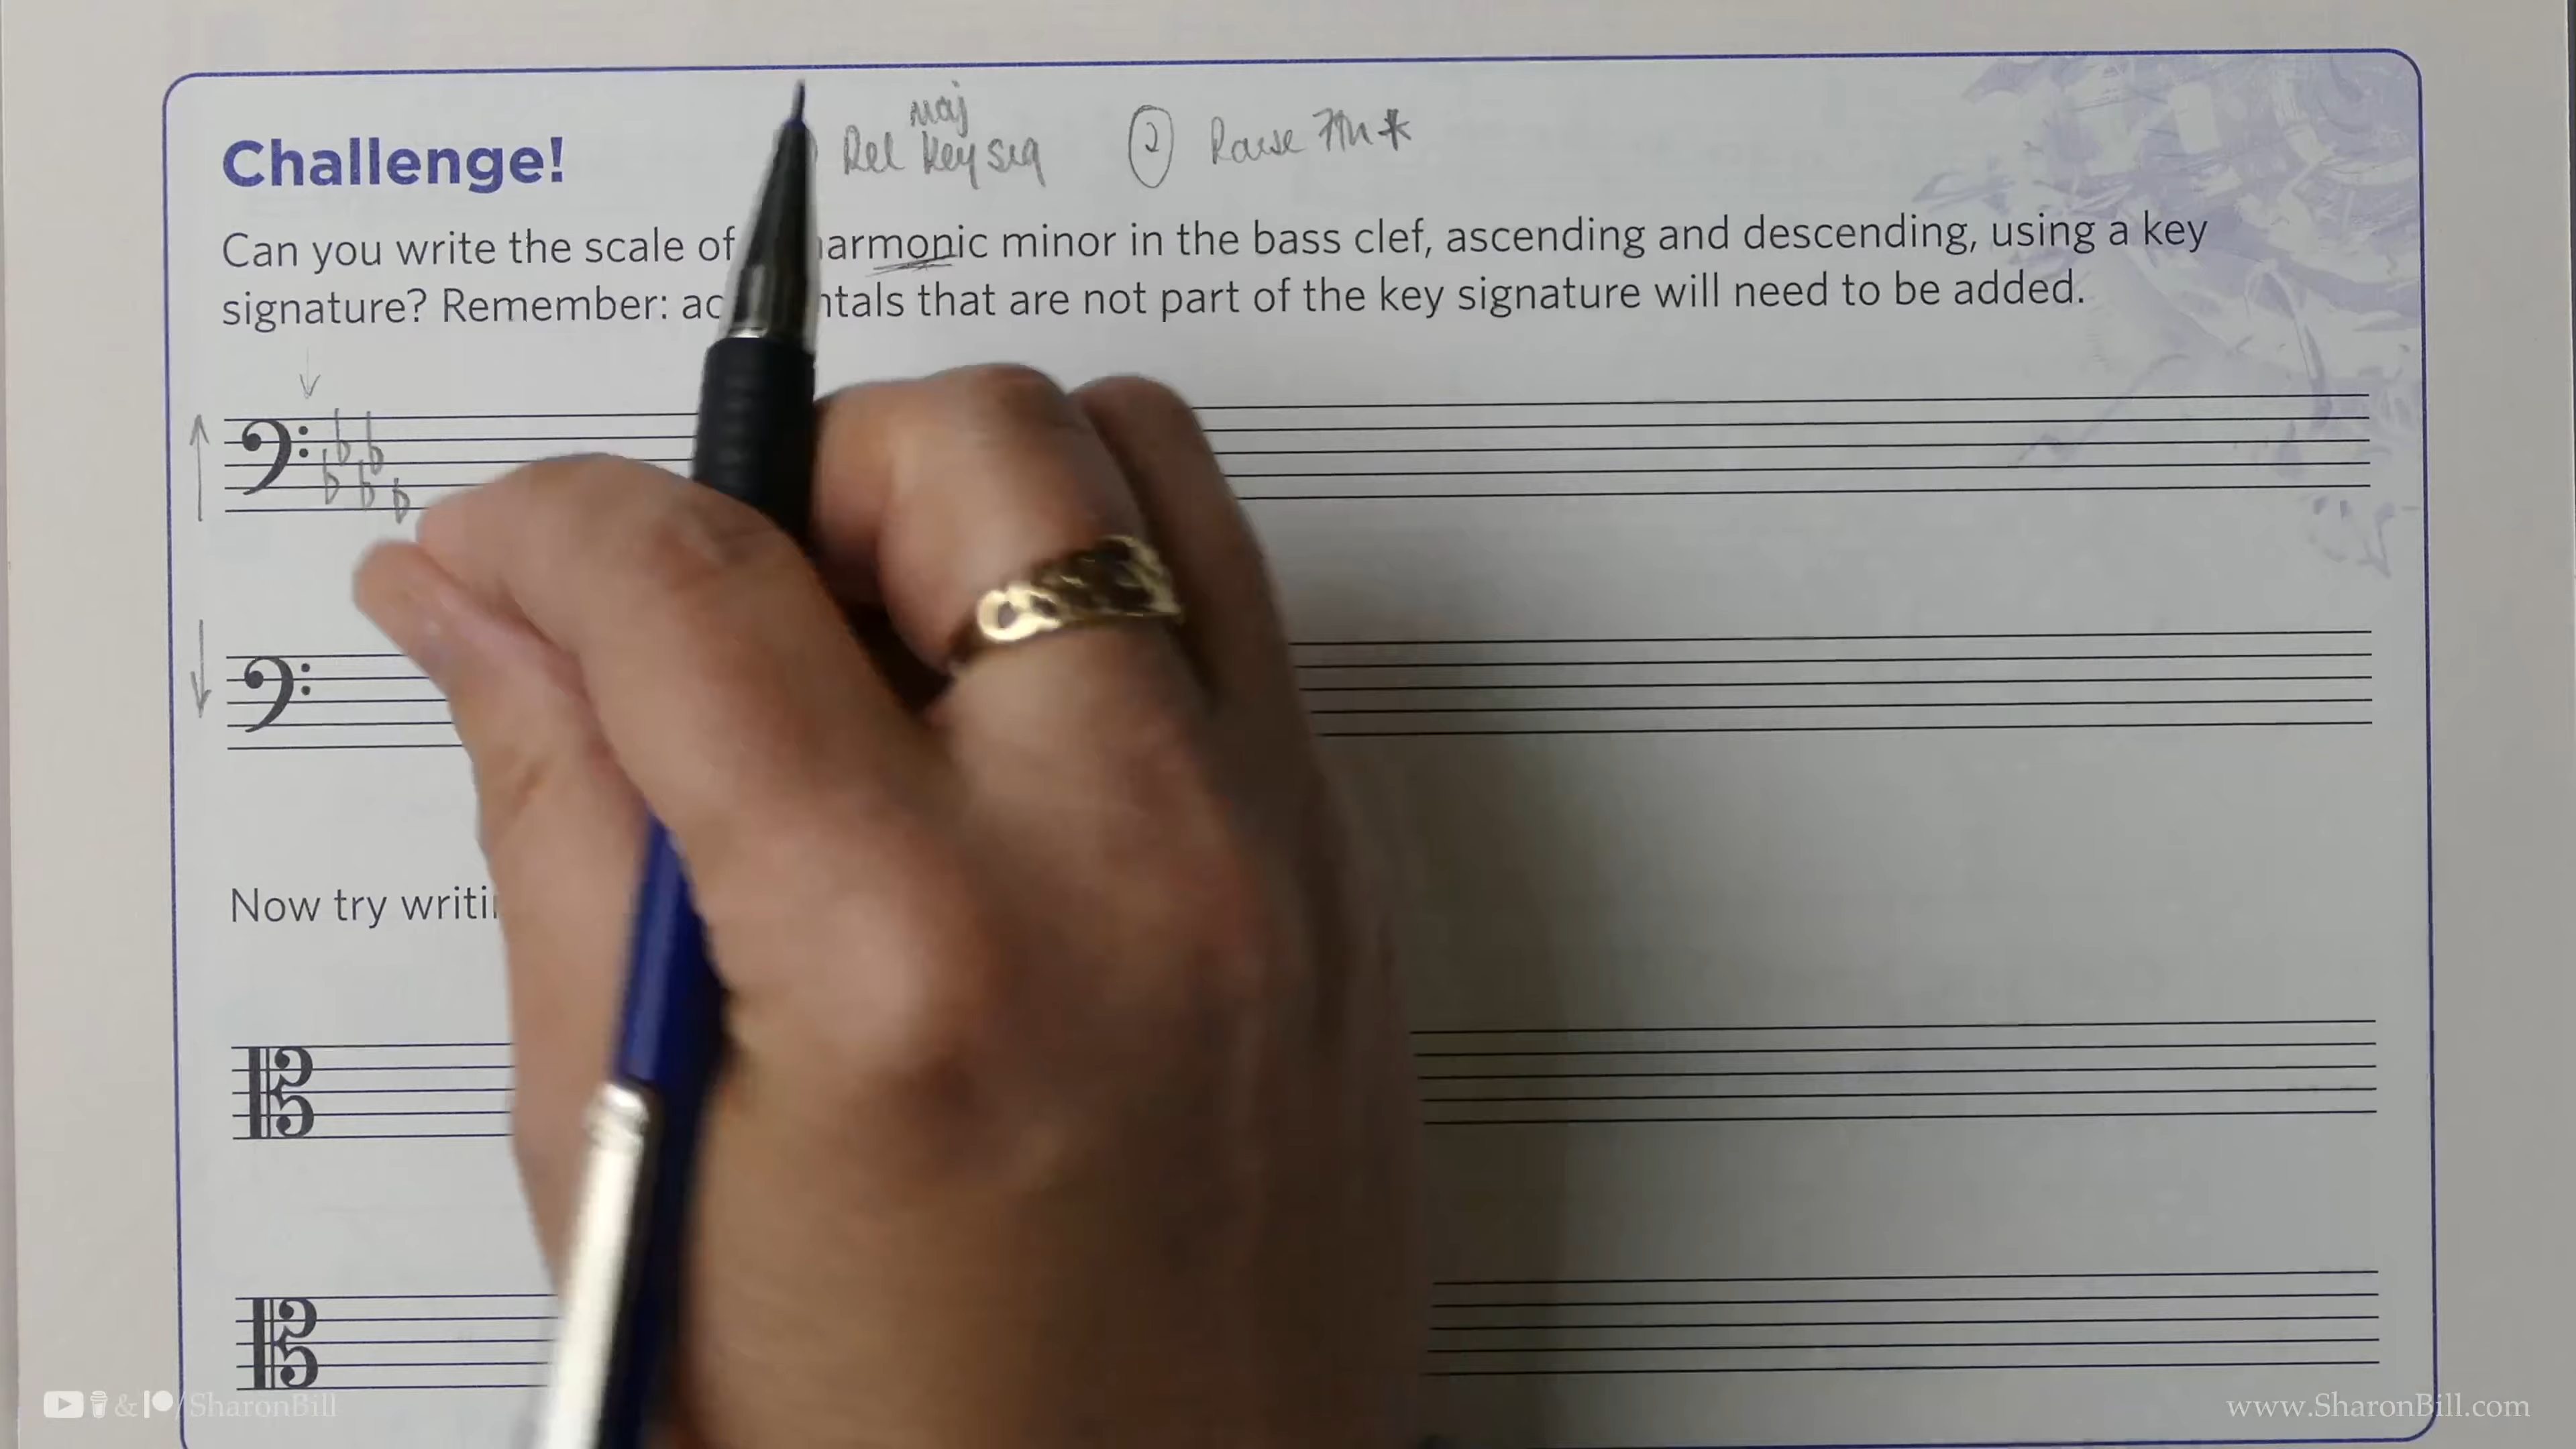 maj
Rel key sig ② Raise 7th *
Challenge!
Can you write the scale of armonic minor in the bass clef, ascending and descending, using a key
signature? Remember: ac ntals that are not part of the key signature will need to be added.
Now try writi
& /SharonBill
www.SharonBill.com